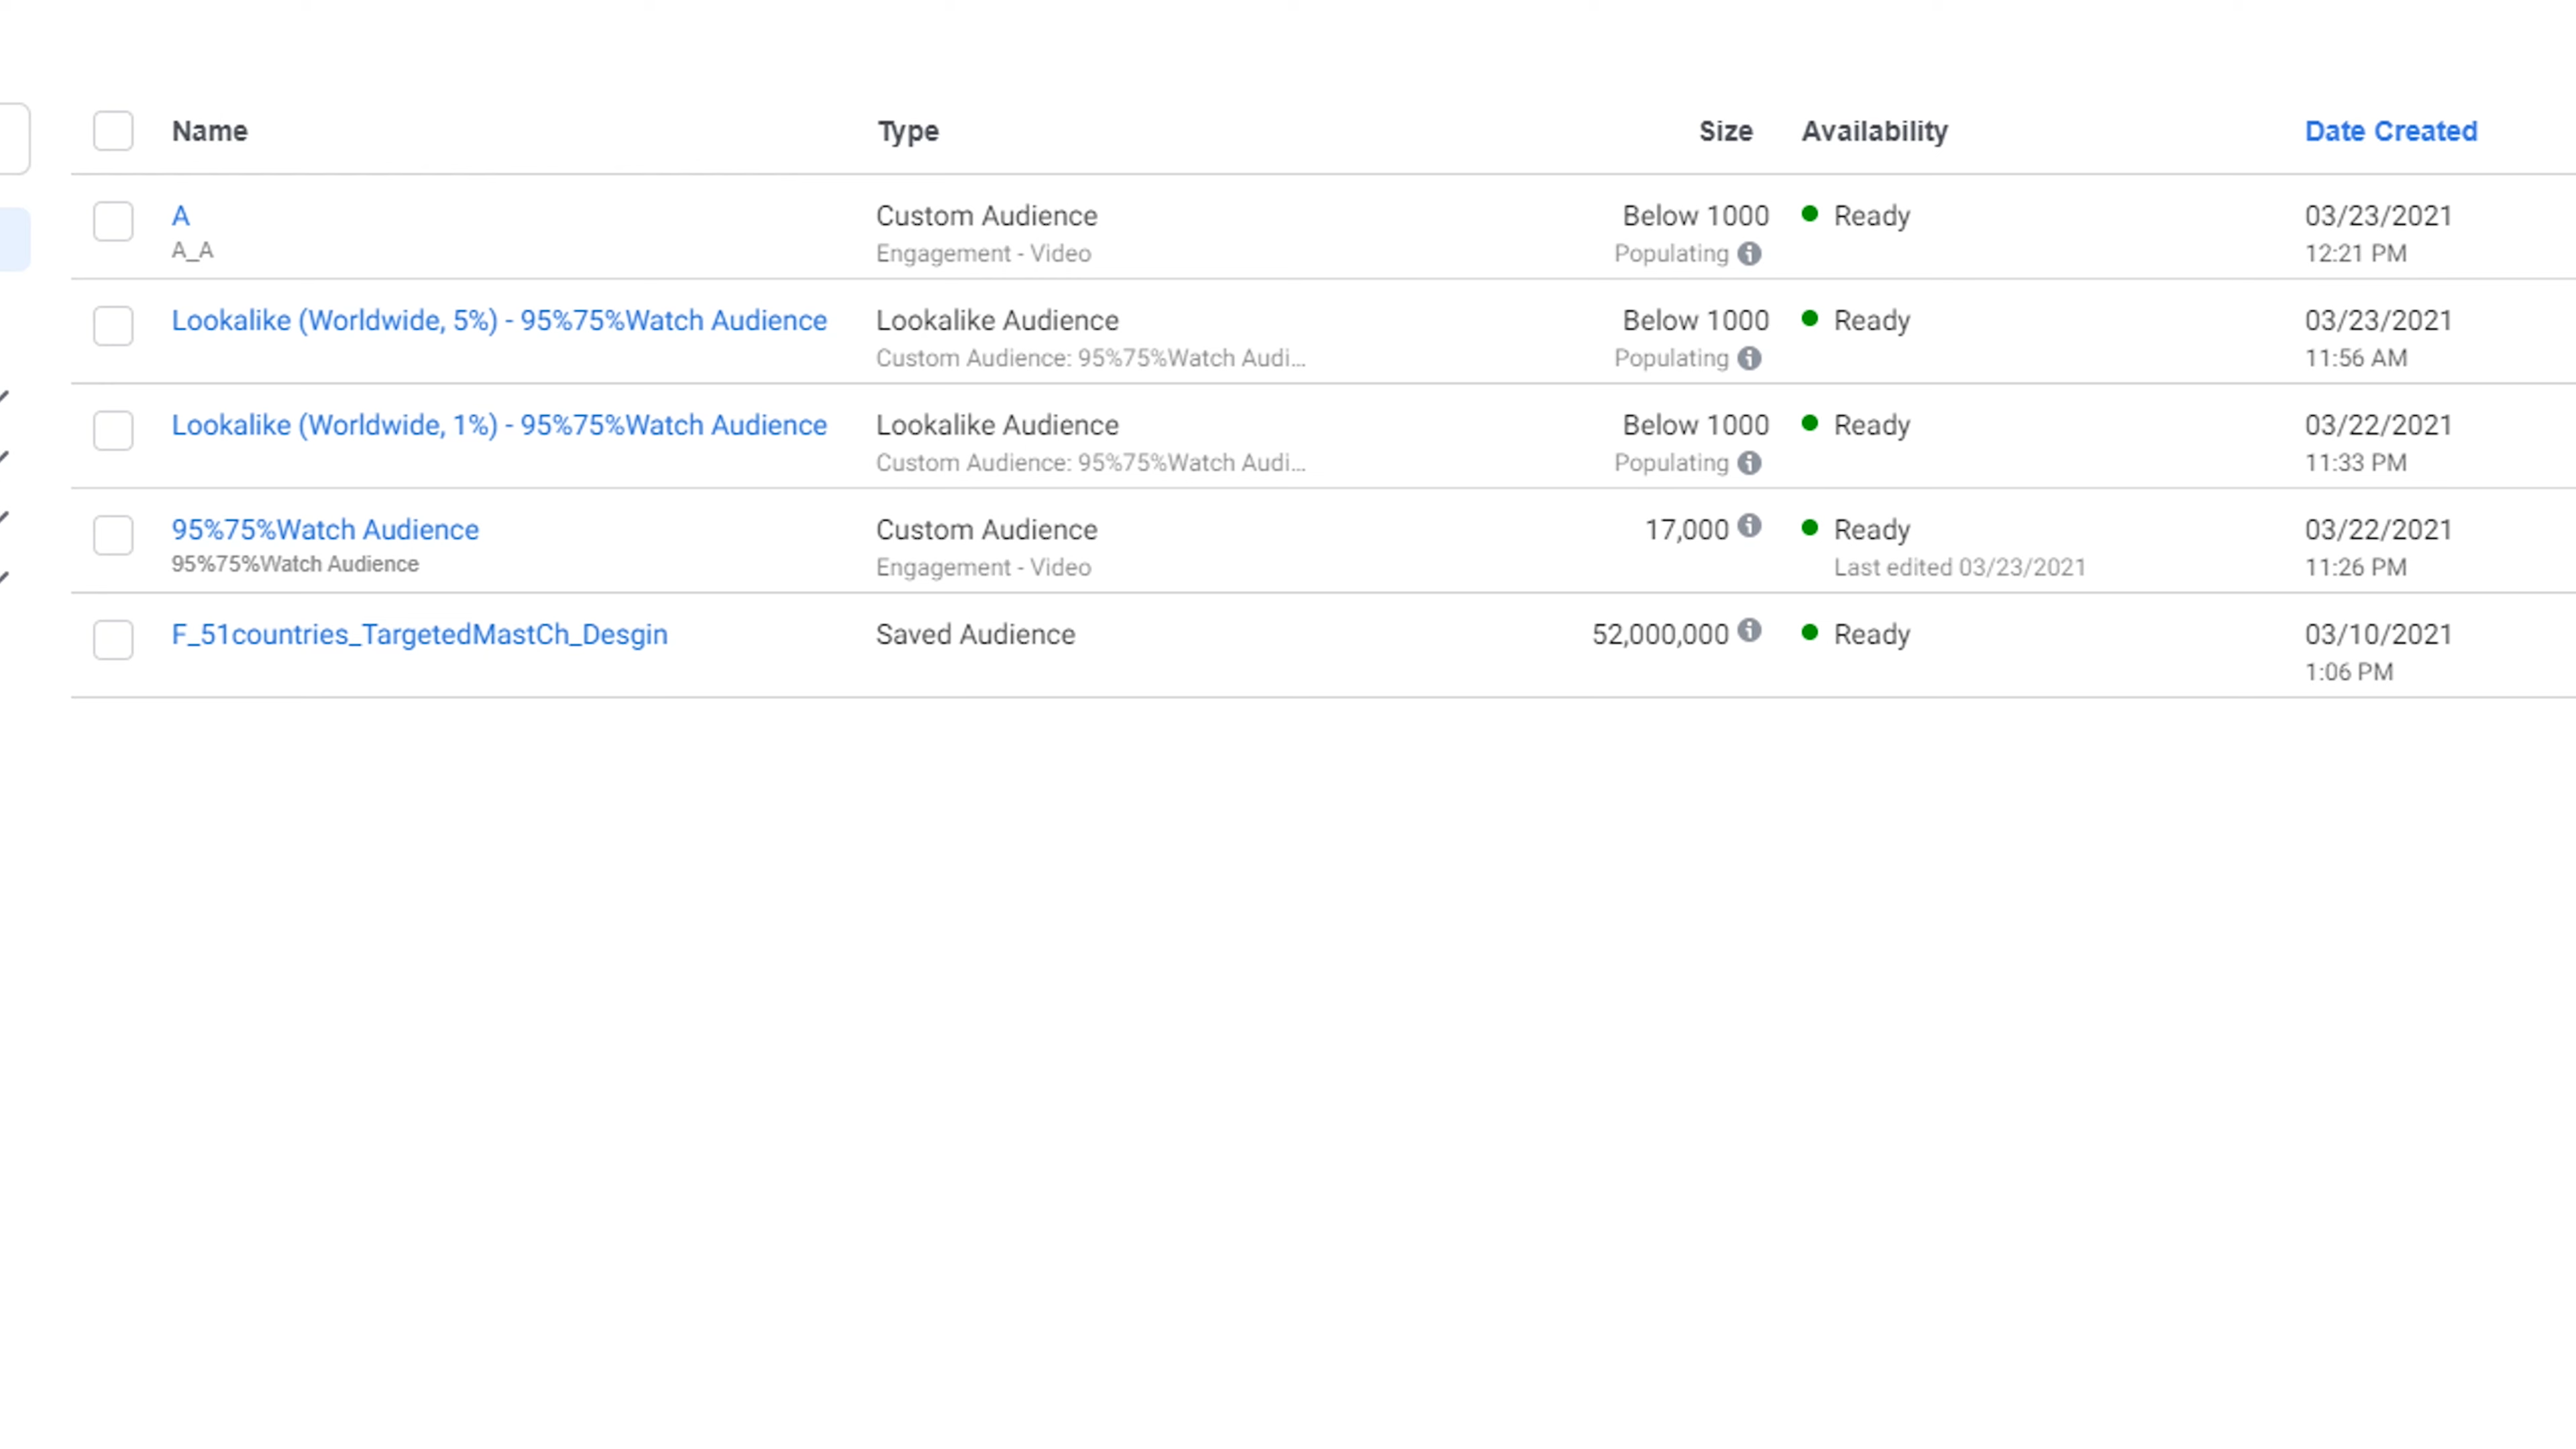 Name Type Size Availability Date Created
A Custom Audience Below 1000 Ready 03/23/2021
A_A Engagement - Video Populating 12:21 PM
Lookalike (Worldwide, 5%) - 95%75%Watch Audience Lookalike Audience Below 1000 Ready 03/23/2021
Custom Audience: 95%75%Watch Audi... Populating 11:56 AM
Lookalike (Worldwide, 1%) - 95%75%Watch Audience Lookalike Audience Below 1000 Ready 03/22/2021
Custom Audience: 95%75%Watch Audi... Populating 11:33 PM
95%75%Watch Audience Custom Audience 17,000 Ready 03/22/2021
95%75%Watch Audience Engagement - Video Last edited 03/23/2021 11:26 PM
F_51countries_TargetedMastCh_Desgin Saved Audience 52,000,000 Ready 03/10/2021
1:06 PM